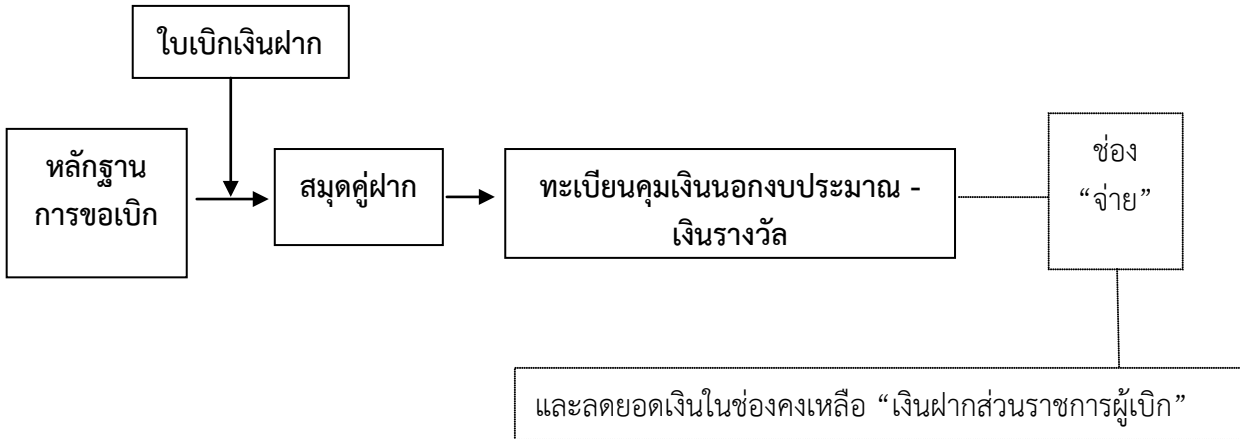 ใบเบิกเงินฝาก
หลักฐาน
การขอเบิก
สมุดคู่ฝาก
ทะเบียนคุมเงินนอกงบประมาณ -
เงินรางวัล
ช่อง
“จ่าย”
และลดยอดเงินในช่องคงเหลือ “เงินฝากส่วนราชการผู้เบิก”